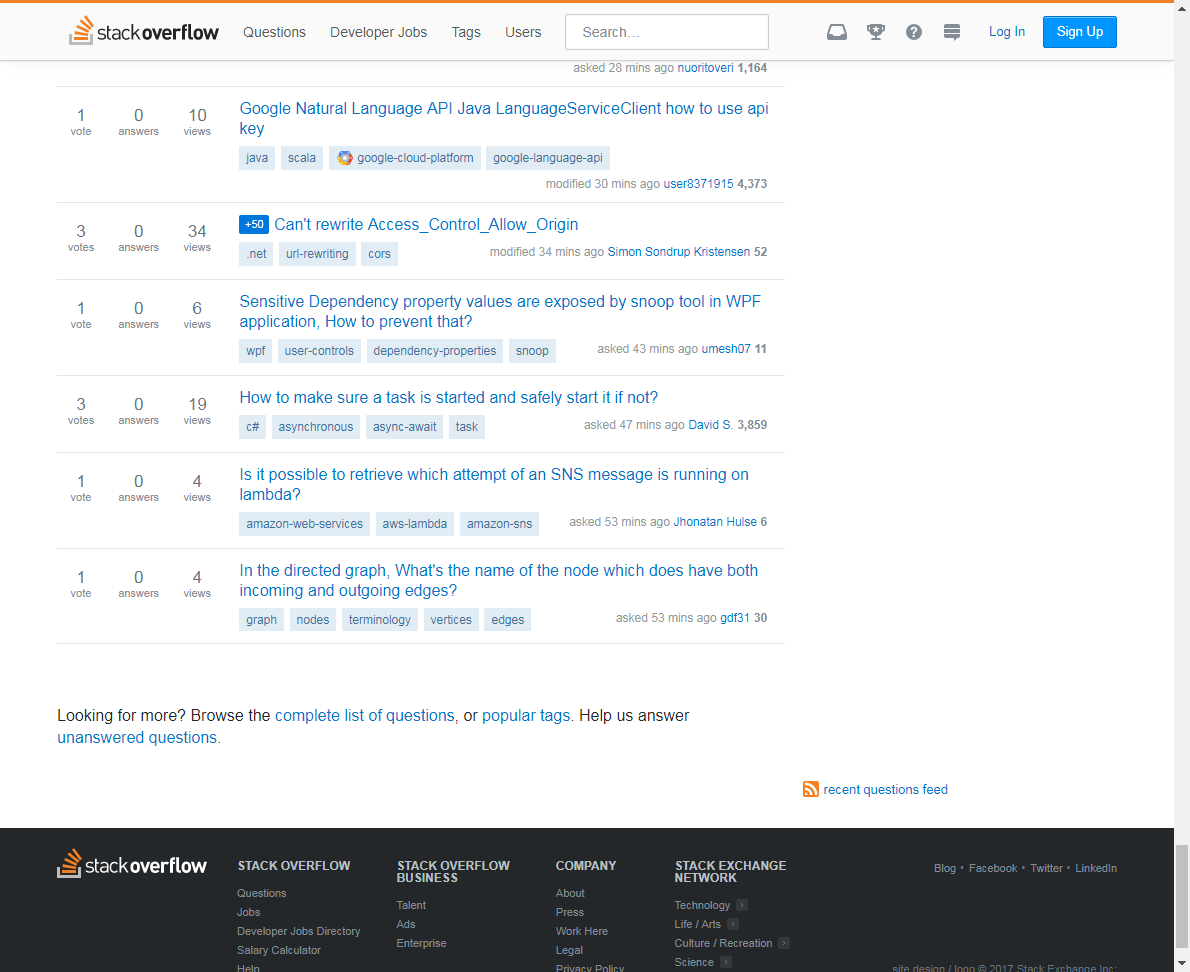 stack overflow Questions Developer Jobs Tags Users Search… Log In Sign Up
asked 28 mins ago nuoritoveri 1,164
1 vote 0 answers 10 views
Google Natural Language API Java LanguageServiceClient how to use api
key
java scala google-cloud-platform google-language-api
modified 30 mins ago user8371915 4,373
3 votes 0 answers 34 views
+50 Can't rewrite Access_Control_Allow_Origin
.net url-rewriting cors
modified 34 mins ago Simon Sondrup Kristensen 52
1 vote 0 answers 6 views
Sensitive Dependency property values are exposed by snoop tool in WPF
application, How to prevent that?
wpf user-controls dependency-properties snoop
asked 43 mins ago umesh07 11
3 votes 0 answers 19 views
How to make sure a task is started and safely start it if not?
c# asynchronous async-await task
asked 47 mins ago David S. 3,859
1 vote 0 answers 4 views
Is it possible to retrieve which attempt of an SNS message is running on
lambda?
amazon-web-services aws-lambda amazon-sns
asked 53 mins ago Jhonatan Hulse 6
1 vote 0 answers 4 views
In the directed graph, What's the name of the node which does have both
incoming and outgoing edges?
graph nodes terminology vertices edges
asked 53 mins ago gdf31 30
Looking for more? Browse the complete list of questions, or popular tags. Help us answer
unanswered questions.
recent questions feed
stack overflow
STACK OVERFLOW
Questions
Jobs
Developer Jobs Directory
Salary Calculator
Help
STACK OVERFLOW
BUSINESS
Talent
Ads
Enterprise
COMPANY
About
Press
Work Here
Legal
Privacy Policy
STACK EXCHANGE
NETWORK
Technology
Life / Arts
Culture / Recreation
Science
Blog • Facebook • Twitter • LinkedIn
site design / logo © 2017 Stack Exchange Inc;